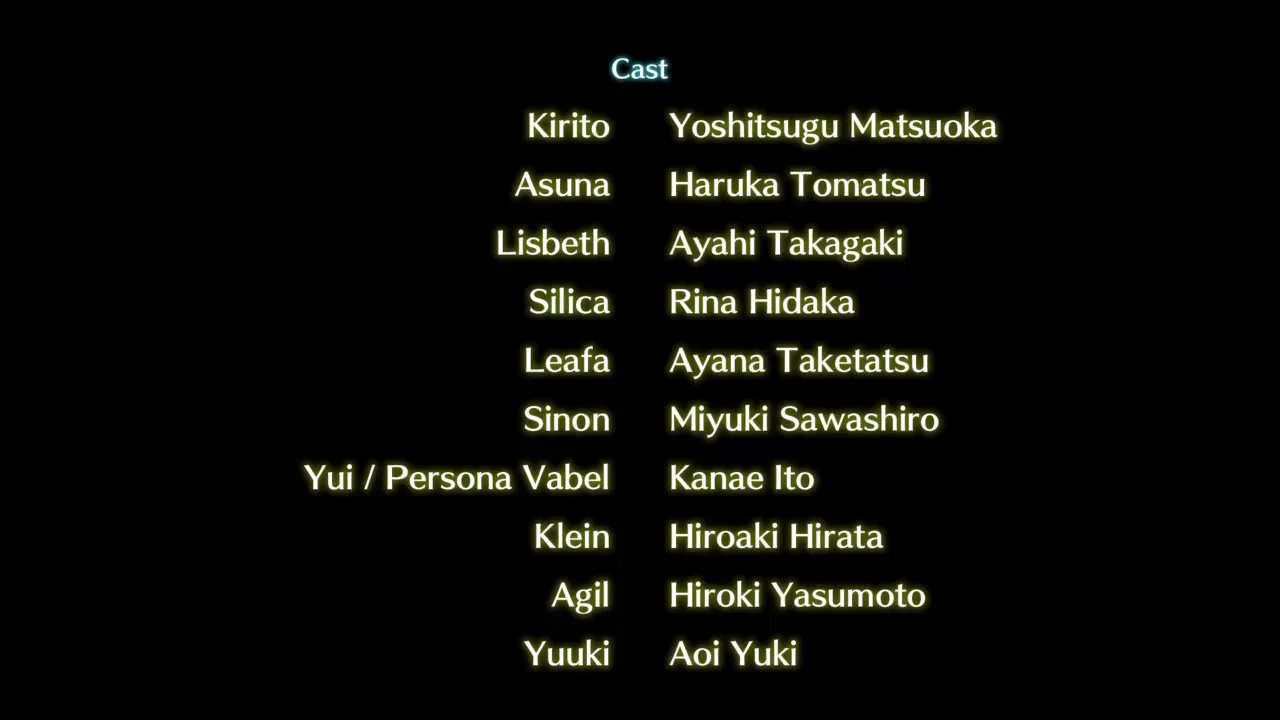 Cast
Kirito Yoshitsugu Matsuoka
Asuna Haruka Tomatsu
Lisbeth Ayahi Takagaki
Silica Rina Hidaka
Leafa Ayana Taketatsu
Sinon Miyuki Sawashiro
Yui / Persona Vabel Kanae Ito
Klein Hiroaki Hirata
Agil Hiroki Yasumoto
Yuuki Aoi Yuki